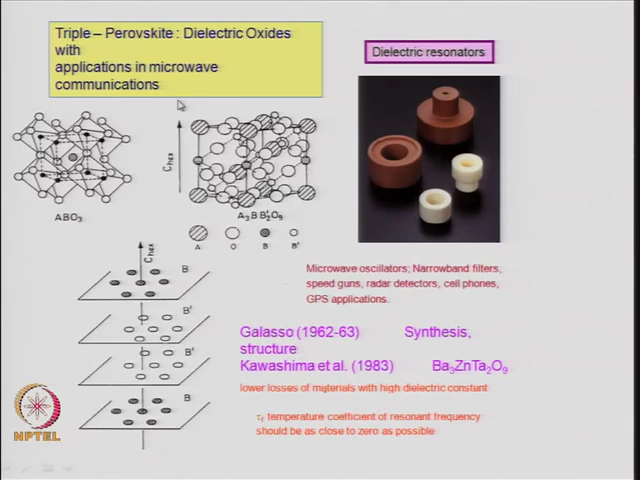 Triple – Perovskite : Dielectric Oxides
with
applications in microwave
communications
Dielectric resonators
C hex
ABO3
A3B B'2O9
A O B B'
Microwave oscillators; Narrowband filters,
speed guns, radar detectors, cell phones,
GPS applications.
C hex
B
B'
B'
B
Galasso (1962-63) Synthesis,
structure
Kawashima et al. (1983) Ba3ZnTa2O9
lower losses of materials with high dielectric constant
τf temperature coefficient of resonant frequency
should be as close to zero as possible
NPTEL